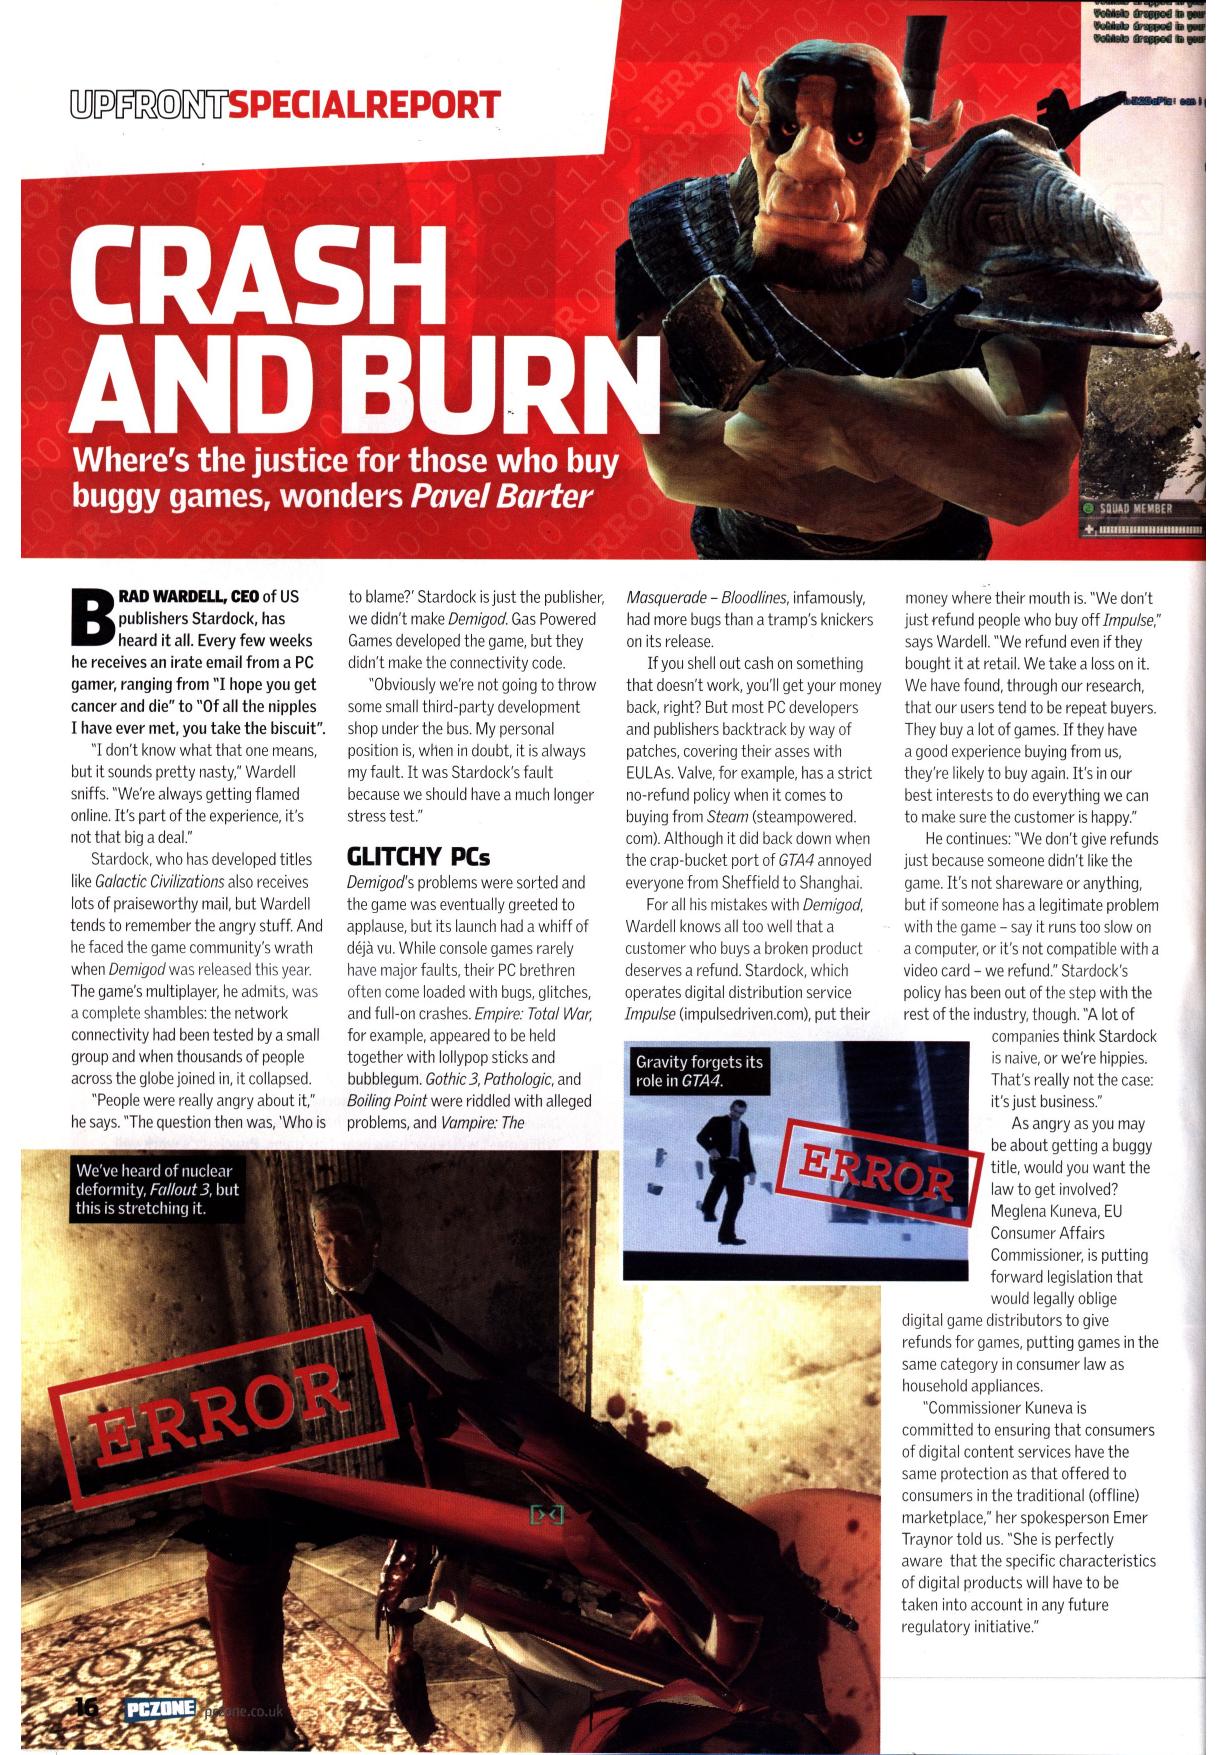 UPFRONTSPECIALREPORT
CRASH
AND BURN
Where's the justice for those who buy
buggy games, wonders Pavel Barter
Vehicle dropped in your
Vehicle dropped in your
Vehicle dropped in your
SQUAD MEMBER
BRAD WARDELL, CEO of US
publishers Stardock, has
heard it all. Every few weeks
he receives an irate email from a PC
gamer, ranging from "I hope you get
cancer and die" to "Of all the nipples
I have ever met, you take the biscuit".
"I don't know what that one means,
but it sounds pretty nasty," Wardell
sniffs. "We're always getting flamed
online. It's part of the experience, it's
not that big a deal."
Stardock, who has developed titles
like Galactic Civilizations also receives
lots of praiseworthy mail, but Wardell
tends to remember the angry stuff. And
he faced the game community's wrath
when Demigod was released this year.
The game's multiplayer, he admits, was
a complete shambles: the network
connectivity had been tested by a small
group and when thousands of people
across the globe joined in, it collapsed.
"People were really angry about it,"
he says. "The question then was, 'Who is
to blame?' Stardock is just the publisher,
we didn't make Demigod. Gas Powered
Games developed the game, but they
didn't make the connectivity code.
"Obviously we're not going to throw
some small third-party development
shop under the bus. My personal
position is, when in doubt, it is always
my fault. It was Stardock's fault
because we should have a much longer
stress test."
GLITCHY PCs
Demigod's problems were sorted and
the game was eventually greeted to
applause, but its launch had a whiff of
déjà vu. While console games rarely
have major faults, their PC brethren
often come loaded with bugs, glitches,
and full-on crashes. Empire: Total War,
for example, appeared to be held
together with lollypop sticks and
bubblegum. Gothic 3, Pathologic, and
Boiling Point were riddled with alleged
problems, and Vampire: The
Masquerade – Bloodlines, infamously,
had more bugs than a tramp's knickers
on its release.
If you shell out cash on something
that doesn't work, you'll get your money
back, right? But most PC developers
and publishers backtrack by way of
patches, covering their asses with
EULAs. Valve, for example, has a strict
no-refund policy when it comes to
buying from Steam (steampowered.
com). Although it did back down when
the crap-bucket port of GTA4 annoyed
everyone from Sheffield to Shanghai.
For all his mistakes with Demigod,
Wardell knows all too well that a
customer who buys a broken product
deserves a refund. Stardock, which
operates digital distribution service
Impulse (impulsedriven.com), put their
money where their mouth is. "We don't
just refund people who buy off Impulse,"
says Wardell. "We refund even if they
bought it at retail. We take a loss on it.
We have found, through our research,
that our users tend to be repeat buyers.
They buy a lot of games. If they have
a good experience buying from us,
they're likely to buy again. It's in our
best interests to do everything we can
to make sure the customer is happy."
He continues: "We don't give refunds
just because someone didn't like the
game. It's not shareware or anything,
but if someone has a legitimate problem
with the game – say it runs too slow on
a computer, or it's not compatible with a
video card – we refund." Stardock's
policy has been out of the step with the
rest of the industry, though. "A lot of
companies think Stardock
is naive, or we're hippies.
That's really not the case:
it's just business."
As angry as you may
be about getting a buggy
title, would you want the
law to get involved?
Meglena Kuneva, EU
Consumer Affairs
Commissioner, is putting
forward legislation that
would legally oblige
digital game distributors to give
refunds for games, putting games in the
same category in consumer law as
household appliances.
"Commissioner Kuneva is
committed to ensuring that consumers
of digital content services have the
same protection as that offered to
consumers in the traditional (offline)
marketplace," her spokesperson Emer
Traynor told us. "She is perfectly
aware that the specific characteristics
of digital products will have to be
taken into account in any future
regulatory initiative."
Gravity forgets its
role in GTA4.
ERROR
We've heard of nuclear
deformity, Fallout 3, but
this is stretching it.
ERROR
16 PCZONE pczone.co.uk